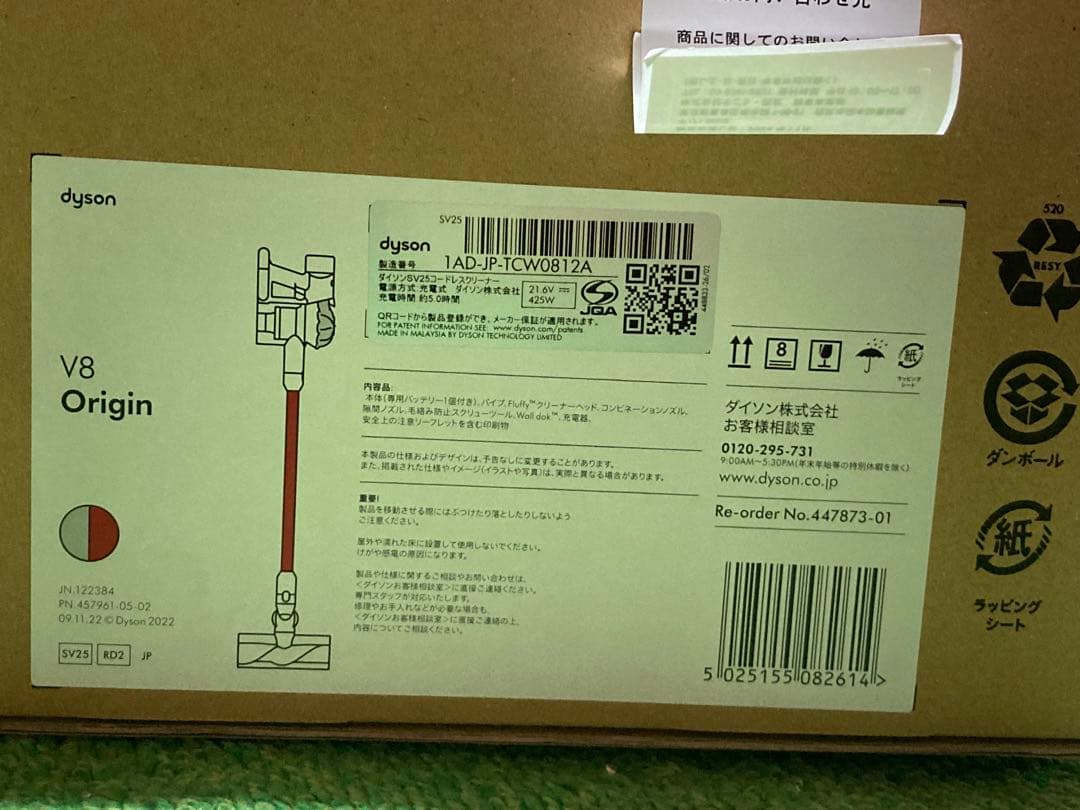 商品に関してのお問い合
dyson
V8
Origin
JN.122384
PN.457961-05-02
09.11.22 © Dyson 2022
SV25 RD2 JP
SV25
dyson
製造番号 1AD-JP-TCW0812A
ダイソンSV25コードレスクリーナー
電源方式:充電式 ダイソン株式会社
充電時間:約5.0時間
21.6V
425W
JQA
QRコードから製品登録ができ、メーカー保証が適用されます。
FOR PATENT INFORMATION SEE: www.dyson.com/patents
MADE IN MALAYSIA BY DYSON TECHNOLOGY LIMITED
内容品:
本体(専用バッテリー1個付き)、パイプ、Fluffy™クリーナーヘッド、コンビネーションノズル、
隙間ノズル、毛絡み防止スクリューツール、Wall dok™、充電器、
安全上の注意リーフレットを含む印刷物
本製品の仕様およびデザインは、予告なしに変更することがあります。
また、掲載された仕様やイメージ(イラストや写真)は、実際と異なる場合があります。
重要!
製品を移動させる際にはぶつけたり落としたりしないよう
ご注意ください。
屋外や濡れた床に設置して使用しないでください。
けがや感電の原因になります。
製品や仕様に関するご相談やお問い合わせは、
<ダイソンお客様相談室>に直接ご連絡ください。
専門スタッフが対応いたします。
修理やお手入れなどが必要な場合も、
<ダイソンお客様相談室>に直接ご連絡の上、
内容についてご相談ください。
8
紙
ラッピング
シート
ダイソン株式会社
お客様相談室
0120-295-731
9:00AM~5:30PM(年末年始等の特別休暇を除く)
www.dyson.co.jp
Re-order No.447873-01
5 025155 082614 >
520
RESY
ダンボール
紙
ラッピング
シート